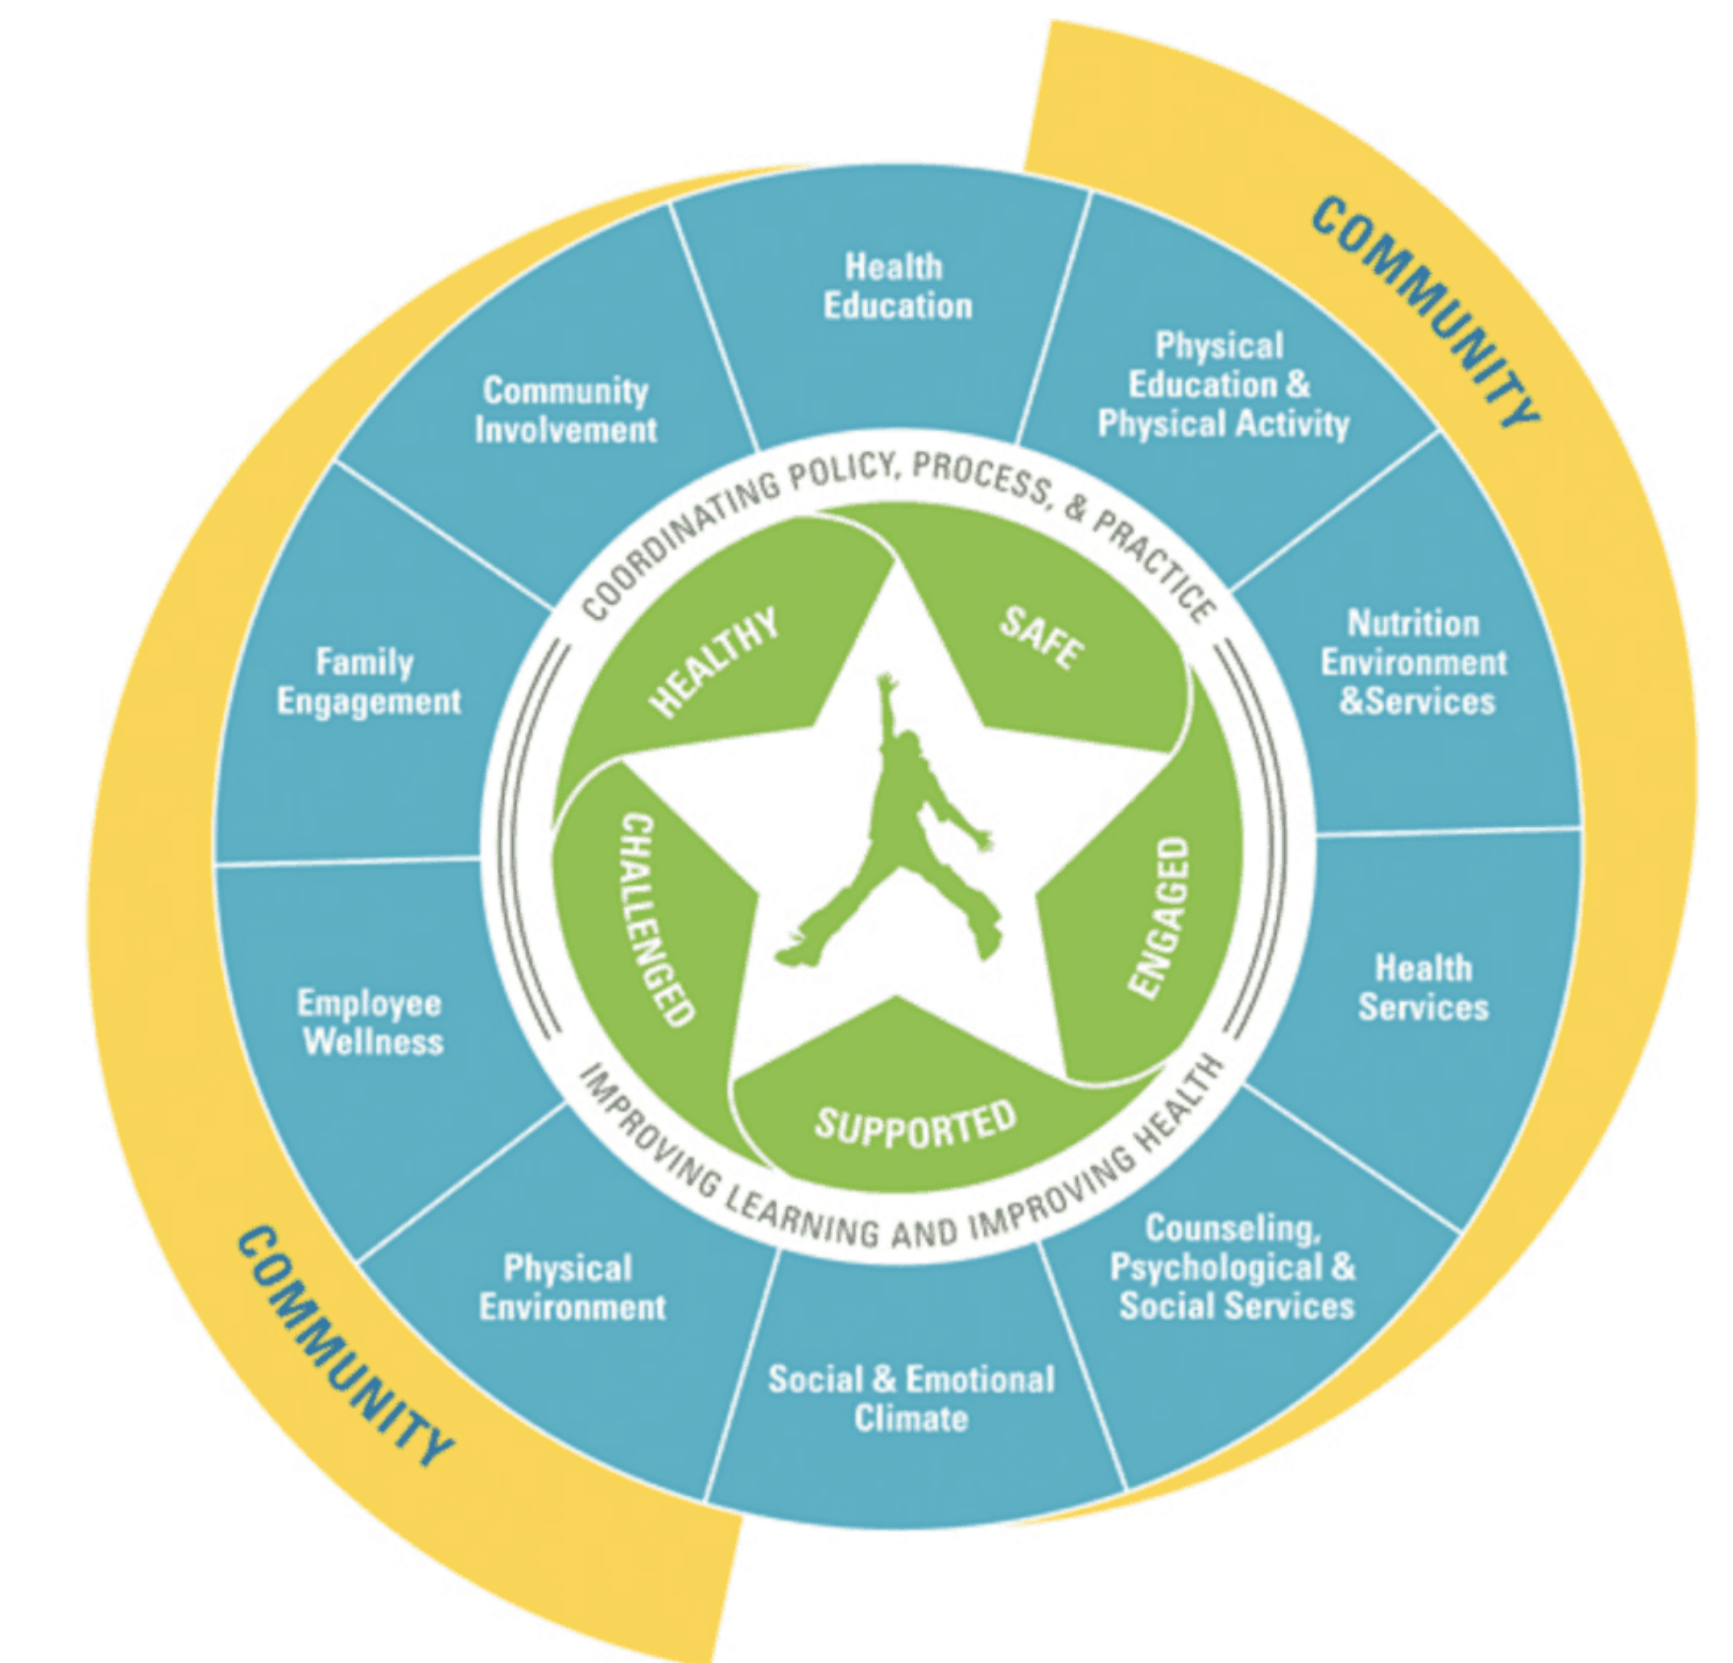 COMMUNITY
Health
Education
Physical
Education &
Physical Activity
Nutrition
Environment
&Services
Health
Services
Counseling,
Psychological &
Social Services
Social & Emotional
Climate
Physical
Environment
Employee
Wellness
Family
Engagement
Community
Involvement
COORDINATING POLICY, PROCESS, & PRACTICE
IMPROVING LEARNING AND IMPROVING HEALTH
HEALTHY
SAFE
ENGAGED
SUPPORTED
CHALLENGED
COMMUNITY